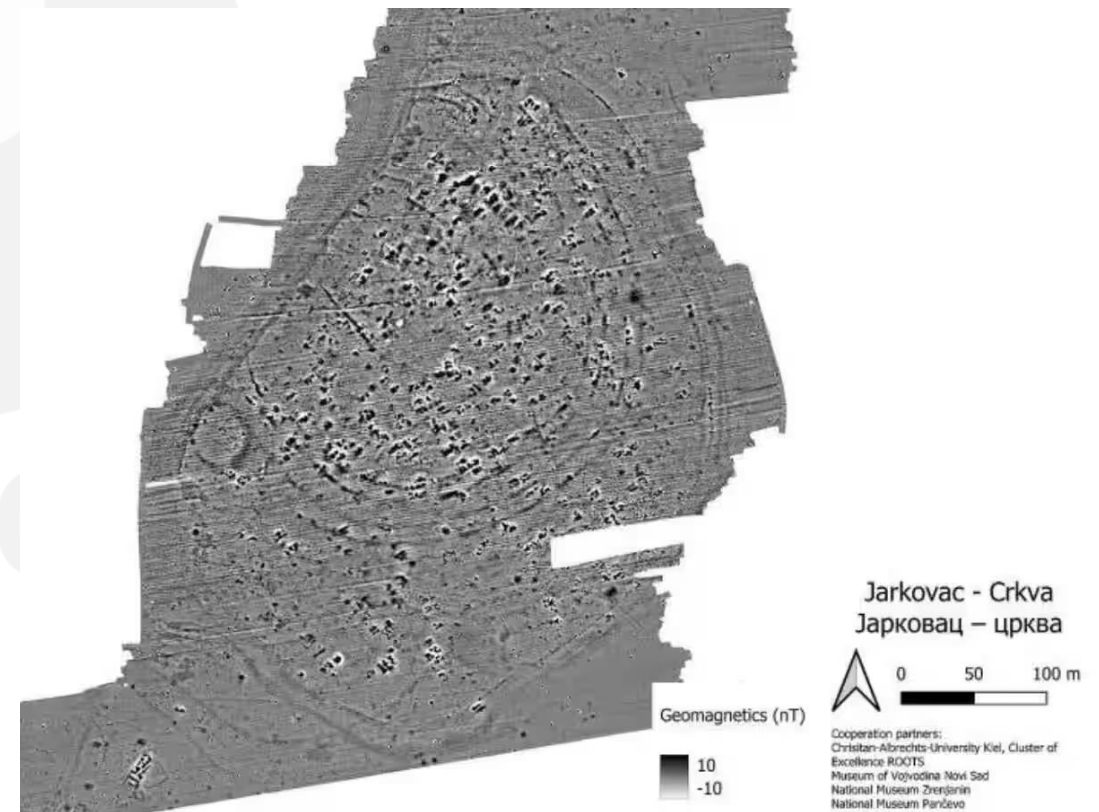 Jarkovac - Crkva
Јарковац – црква
0 50 100 m
Geomagnetics (nT)
10
-10
Cooperation partners:
Chrisitan-Albrechts-University Kiel, Cluster of
Excellence ROOTS
Museum of Vojvodina Novi Sad
National Museum Zrenjanin
National Museum Pančevo